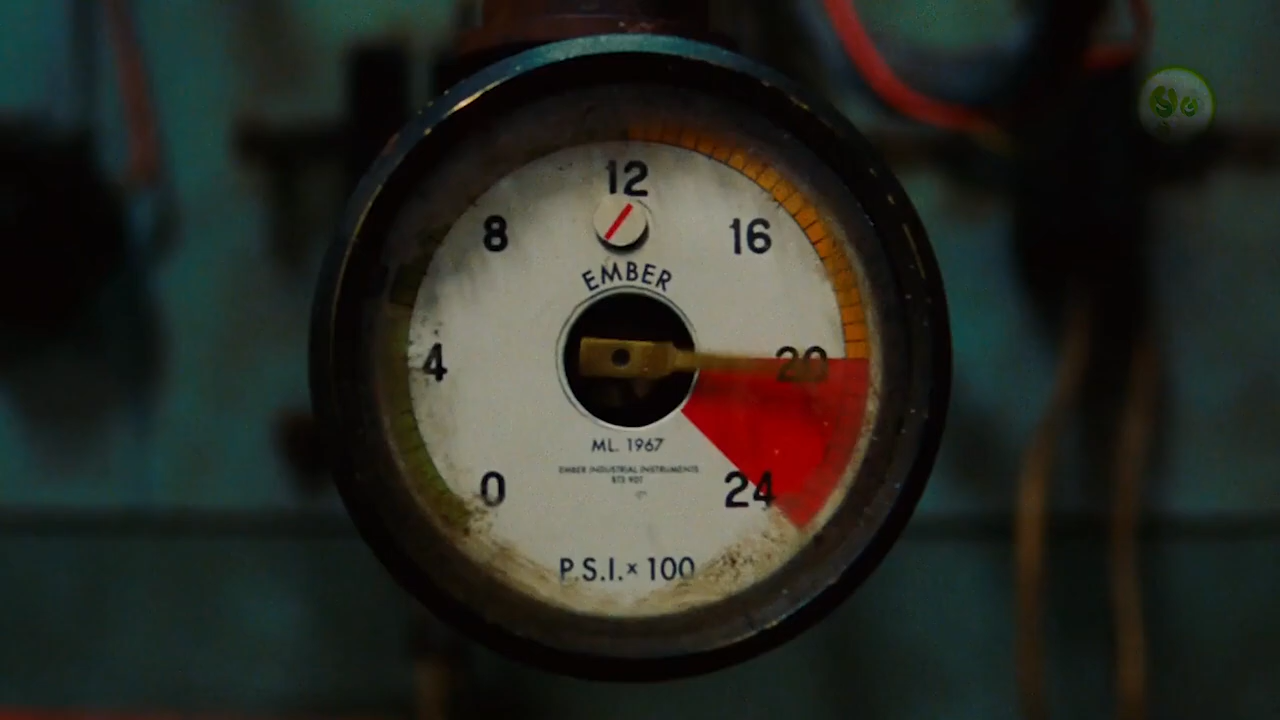 12
8
16
EMBER
4
20
ML. 1967
EMBER INDUSTRIAL INSTRUMENTS
0
24
P.S.I. x 100